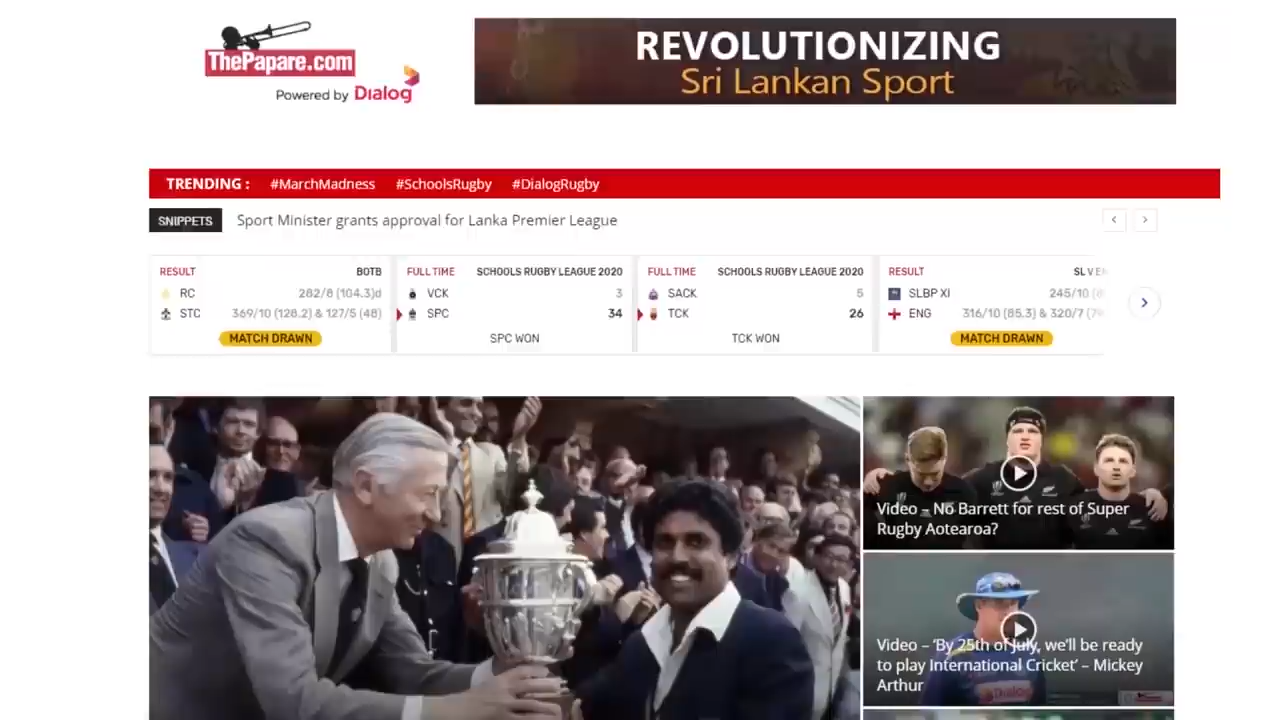 ThePapare.com
Powered by Dialog
REVOLUTIONIZING
Sri Lankan Sport
TRENDING : #MarchMadness #SchoolsRugby #DialogRugby
SNIPPETS Sport Minister grants approval for Lanka Premier League
RESULT BOTB
RC 282/8 (104.3)d
STC 369/10 (128.2) & 127/5 (48)
MATCH DRAWN
FULL TIME SCHOOLS RUGBY LEAGUE 2020
VCK 3
SPC 34
SPC WON
FULL TIME SCHOOLS RUGBY LEAGUE 2020
SACK 5
TCK 26
TCK WON
RESULT SL V EN
SLBP XI 245/10
ENG 316/10 (85.3) & 320/7
MATCH DRAWN
Video – No Barrett for rest of Super
Rugby Aotearoa?
Video – ‘By 25th of July, we’ll be ready
to play International Cricket’ – Mickey
Arthur
Dialog